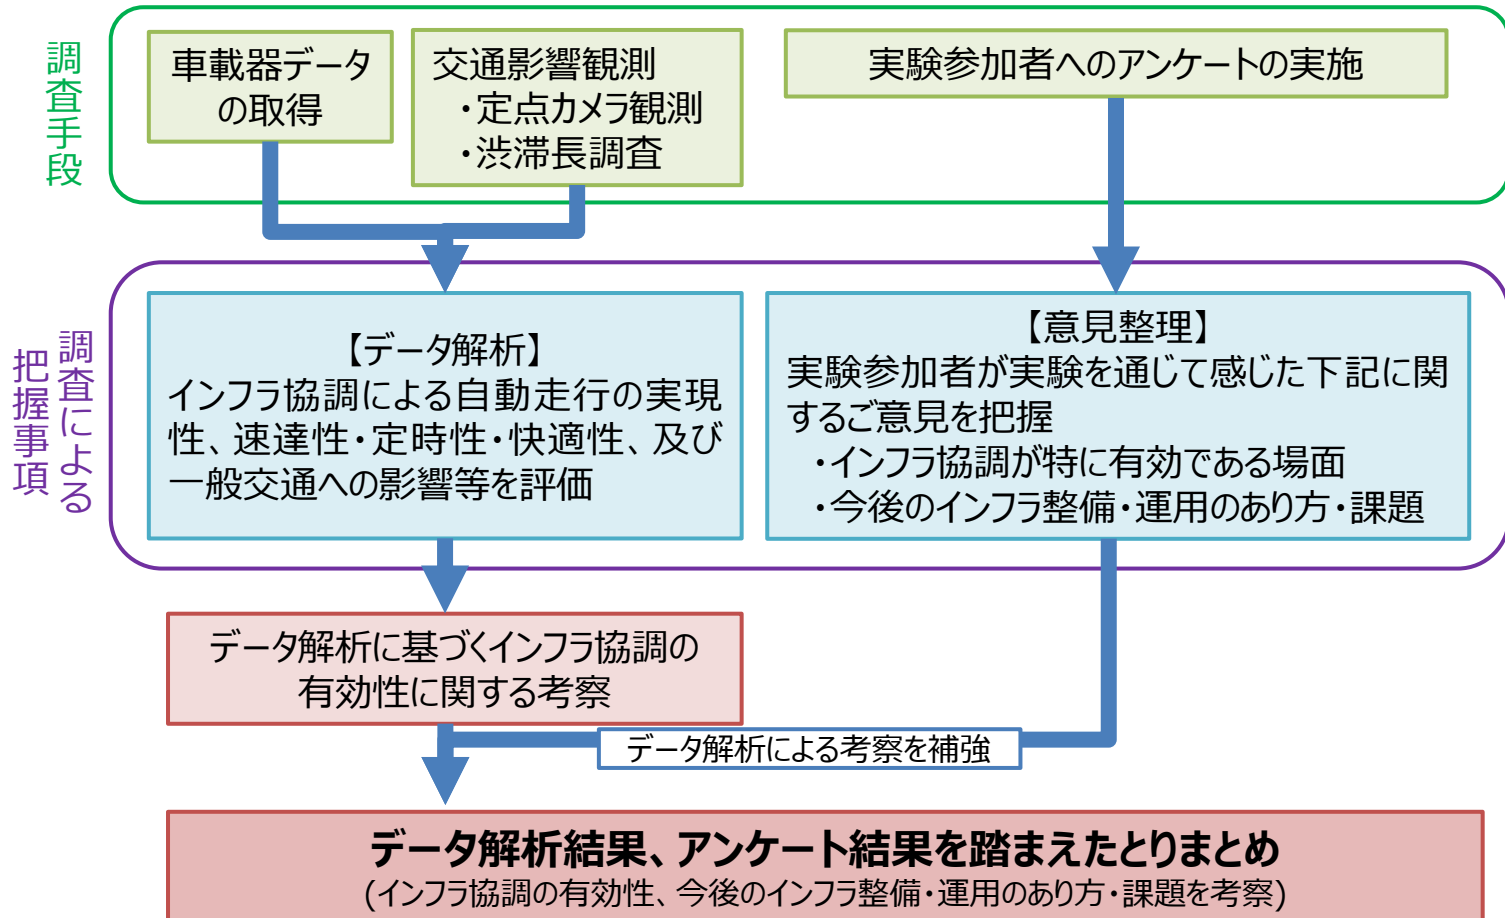 調査手段
車載器データ
の取得
交通影響観測
・定点カメラ観測
・渋滞長調査
実験参加者へのアンケートの実施
調査による
把握事項
【データ解析】
インフラ協調による自動走行の実現
性、速達性・定時性・快適性、及び
一般交通への影響等を評価
【意見整理】
実験参加者が実験を通じて感じた下記に関
するご意見を把握
・インフラ協調が特に有効である場面
・今後のインフラ整備・運用のあり方・課題
データ解析に基づくインフラ協調の
有効性に関する考察
データ解析による考察を補強
データ解析結果、アンケート結果を踏まえたとりまとめ
(インフラ協調の有効性、今後のインフラ整備・運用のあり方・課題を考察)